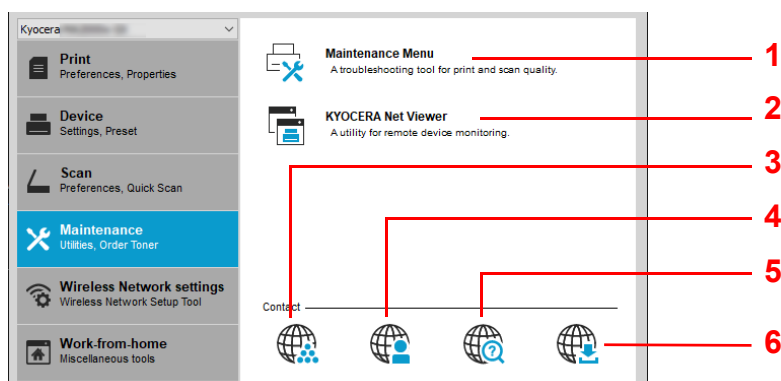 Kyocera
Print
Preferences, Properties
Device
Settings, Preset
Scan
Preferences, Quick Scan
Maintenance
Utilities, Order Toner
Wireless Network settings
Wireless Network Setup Tool
Work-from-home
Miscellaneous tools
Maintenance Menu
A troubleshooting tool for print and scan quality.
KYOCERA Net Viewer
A utility for remote device monitoring.
Contact
1
2
3
4
5
6